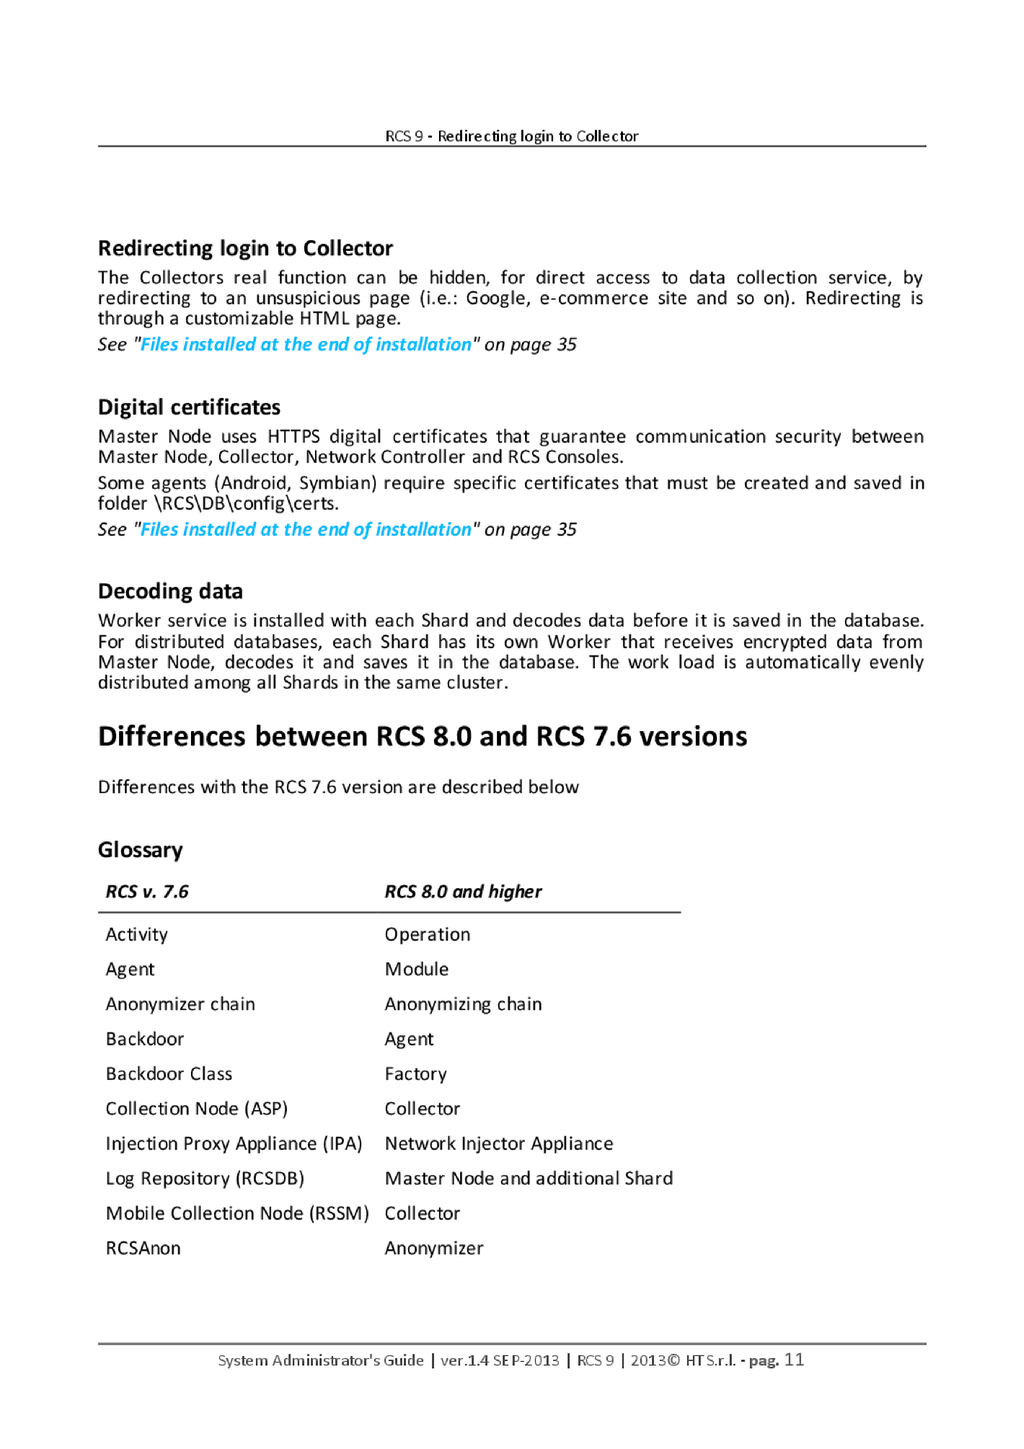 RCS 9 - Redirecting login to Collector
Redirecting login to Collector
The Collectors real function can be hidden, for direct access to data collection service, by
redirecting to an unsuspicious page (i.e.: Google, e-commerce site and so on). Redirecting is
through a customizable HTML page.
See "Files installed at the end of installation" on page 35
Digital certificates
Master Node uses HTTPS digital certificates that guarantee communication security between
Master Node, Collector, Network Controller and RCS Consoles.
Some agents (Android, Symbian) require specific certificates that must be created and saved in
folder \RCS\DB\config\certs.
See "Files installed at the end of installation" on page 35
Decoding data
Worker service is installed with each Shard and decodes data before it is saved in the database.
For distributed databases, each Shard has its own Worker that receives encrypted data from
Master Node, decodes it and saves it in the database. The work load is automatically evenly
distributed among all Shards in the same cluster.
Differences between RCS 8.0 and RCS 7.6 versions
Differences with the RCS 7.6 version are described below
Glossary
RCS v. 7.6 RCS 8.0 and higher
Activity Operation
Agent Module
Anonymizer chain Anonymizing chain
Backdoor Agent
Backdoor Class Factory
Collection Node (ASP) Collector
Injection Proxy Appliance (IPA) Network Injector Appliance
Log Repository (RCSDB) Master Node and additional Shard
Mobile Collection Node (RSSM) Collector
RCSAnon Anonymizer
System Administrator's Guide | ver.1.4 SEP-2013 | RCS 9 | 2013© HT S.r.l. - pag. 11